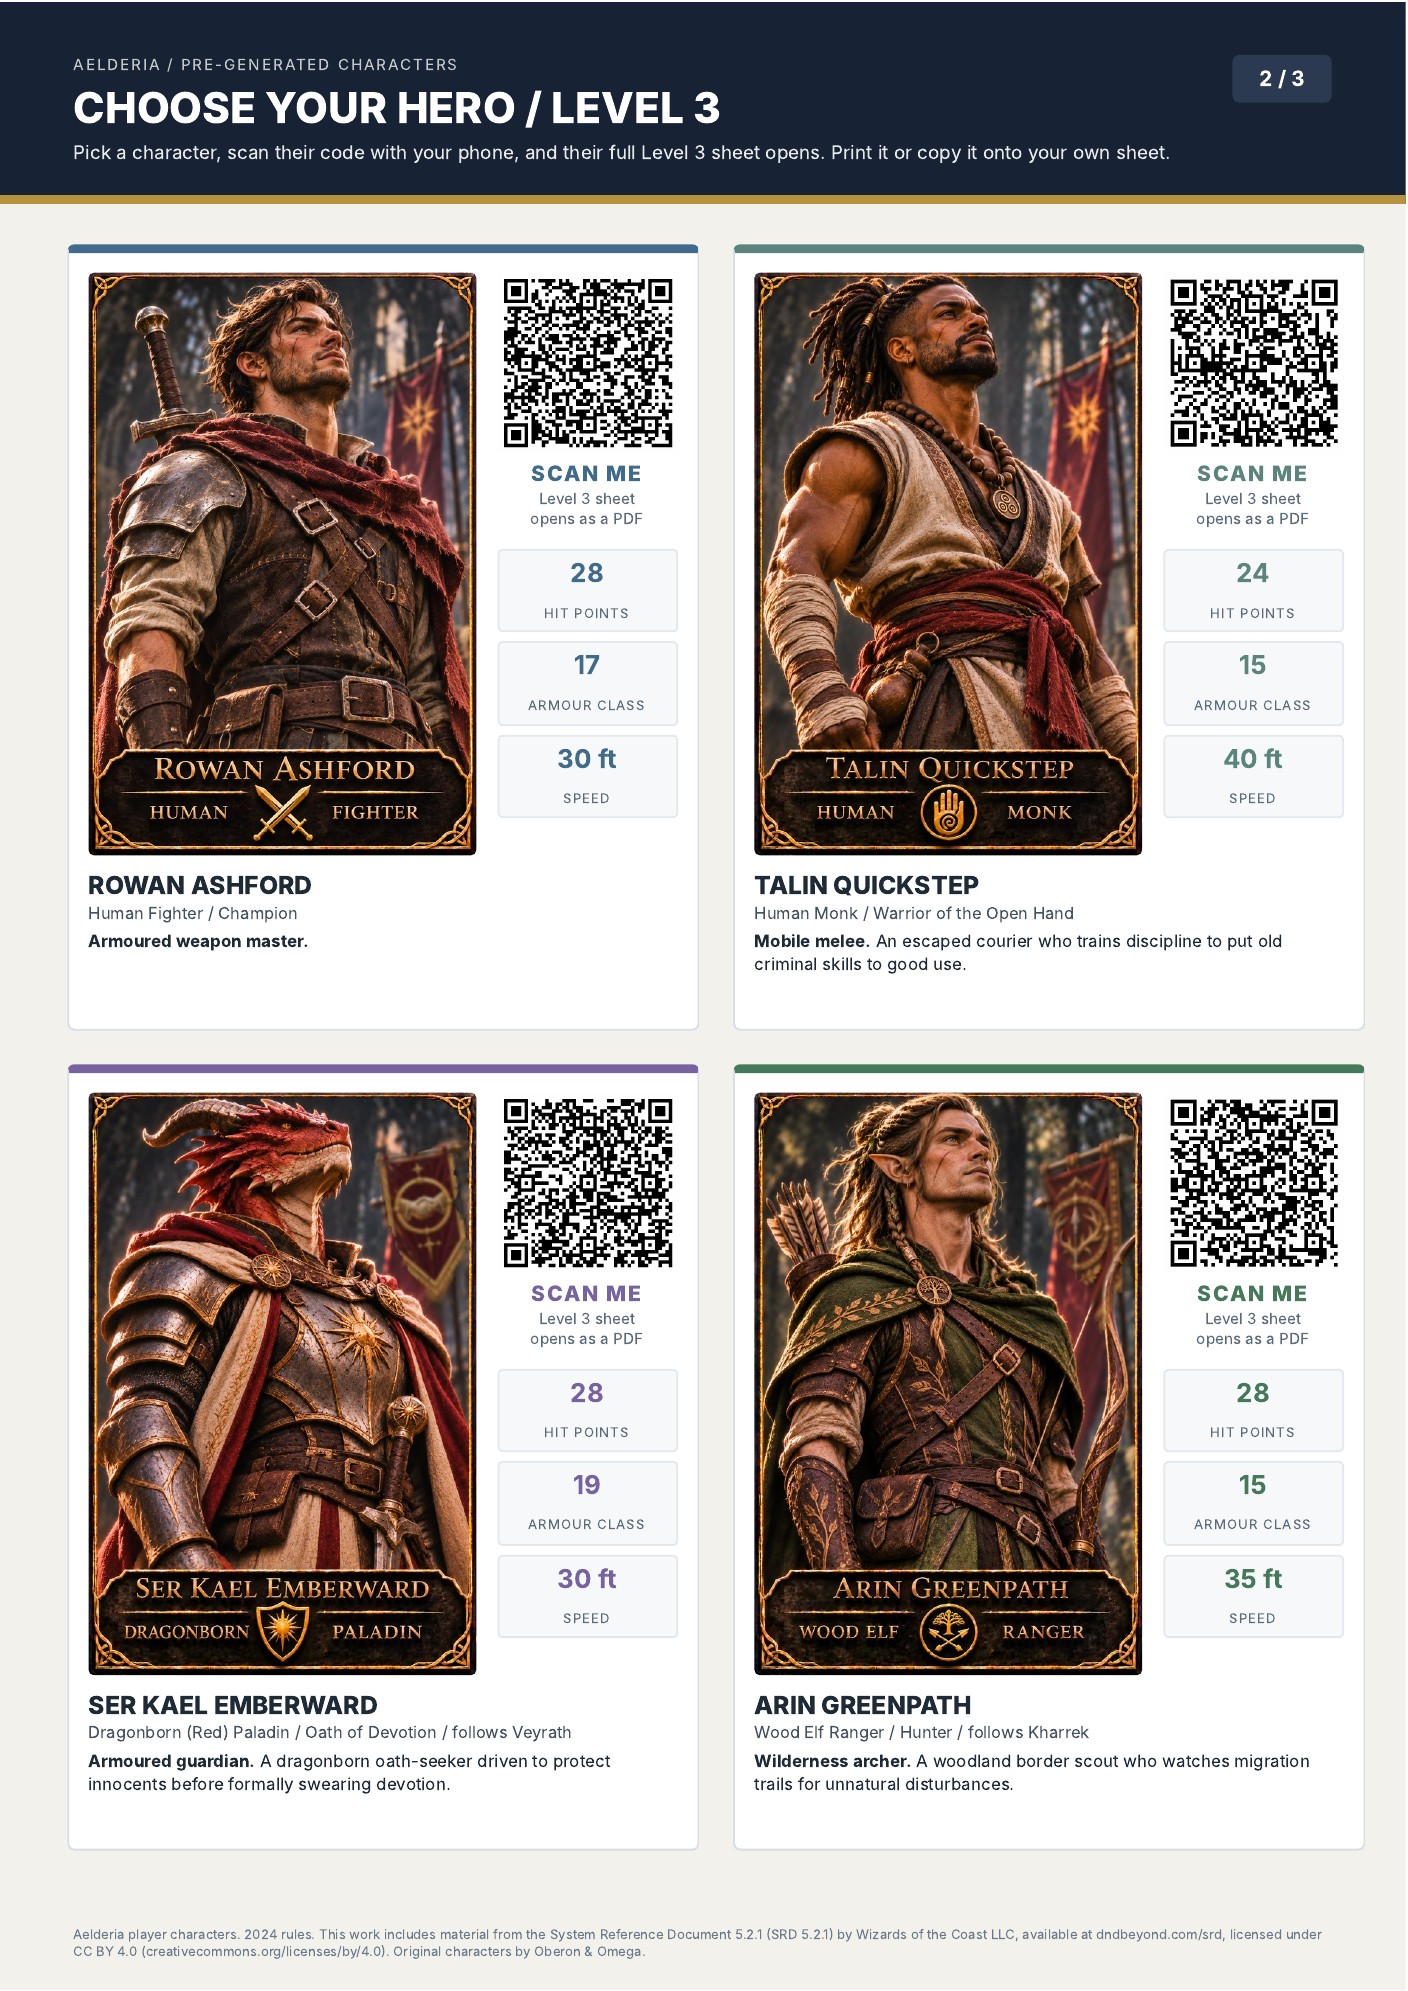 AELDERIA / PRE-GENERATED CHARACTERS
CHOOSE YOUR HERO / LEVEL 3
Pick a character, scan their code with your phone, and their full Level 3 sheet opens. Print it or copy it onto your own sheet.
2 / 3
SCAN ME
Level 3 sheet
opens as a PDF
28
HIT POINTS
17
ARMOUR CLASS
30 ft
SPEED
ROWAN ASHFORD
HUMAN FIGHTER
ROWAN ASHFORD
Human Fighter / Champion
Armoured weapon master.
SCAN ME
Level 3 sheet
opens as a PDF
24
HIT POINTS
15
ARMOUR CLASS
40 ft
SPEED
TALIN QUICKSTEP
HUMAN MONK
TALIN QUICKSTEP
Human Monk / Warrior of the Open Hand
Mobile melee. An escaped courier who trains discipline to put old
criminal skills to good use.
SCAN ME
Level 3 sheet
opens as a PDF
28
HIT POINTS
19
ARMOUR CLASS
30 ft
SPEED
SER KAEL EMBERWARD
DRAGONBORN PALADIN
SER KAEL EMBERWARD
Dragonborn (Red) Paladin / Oath of Devotion / follows Veyrath
Armoured guardian. A dragonborn oath-seeker driven to protect
innocents before formally swearing devotion.
SCAN ME
Level 3 sheet
opens as a PDF
28
HIT POINTS
15
ARMOUR CLASS
35 ft
SPEED
ARIN GREENPATH
WOOD ELF RANGER
ARIN GREENPATH
Wood Elf Ranger / Hunter / follows Kharrek
Wilderness archer. A woodland border scout who watches migration
trails for unnatural disturbances.
Aelderia player characters. 2024 rules. This work includes material from the System Reference Document 5.2.1 (SRD 5.2.1) by Wizards of the Coast LLC, available at dndbeyond.com/srd, licensed under
CC BY 4.0 (creativecommons.org/licenses/by/4.0). Original characters by Oberon & Omega.